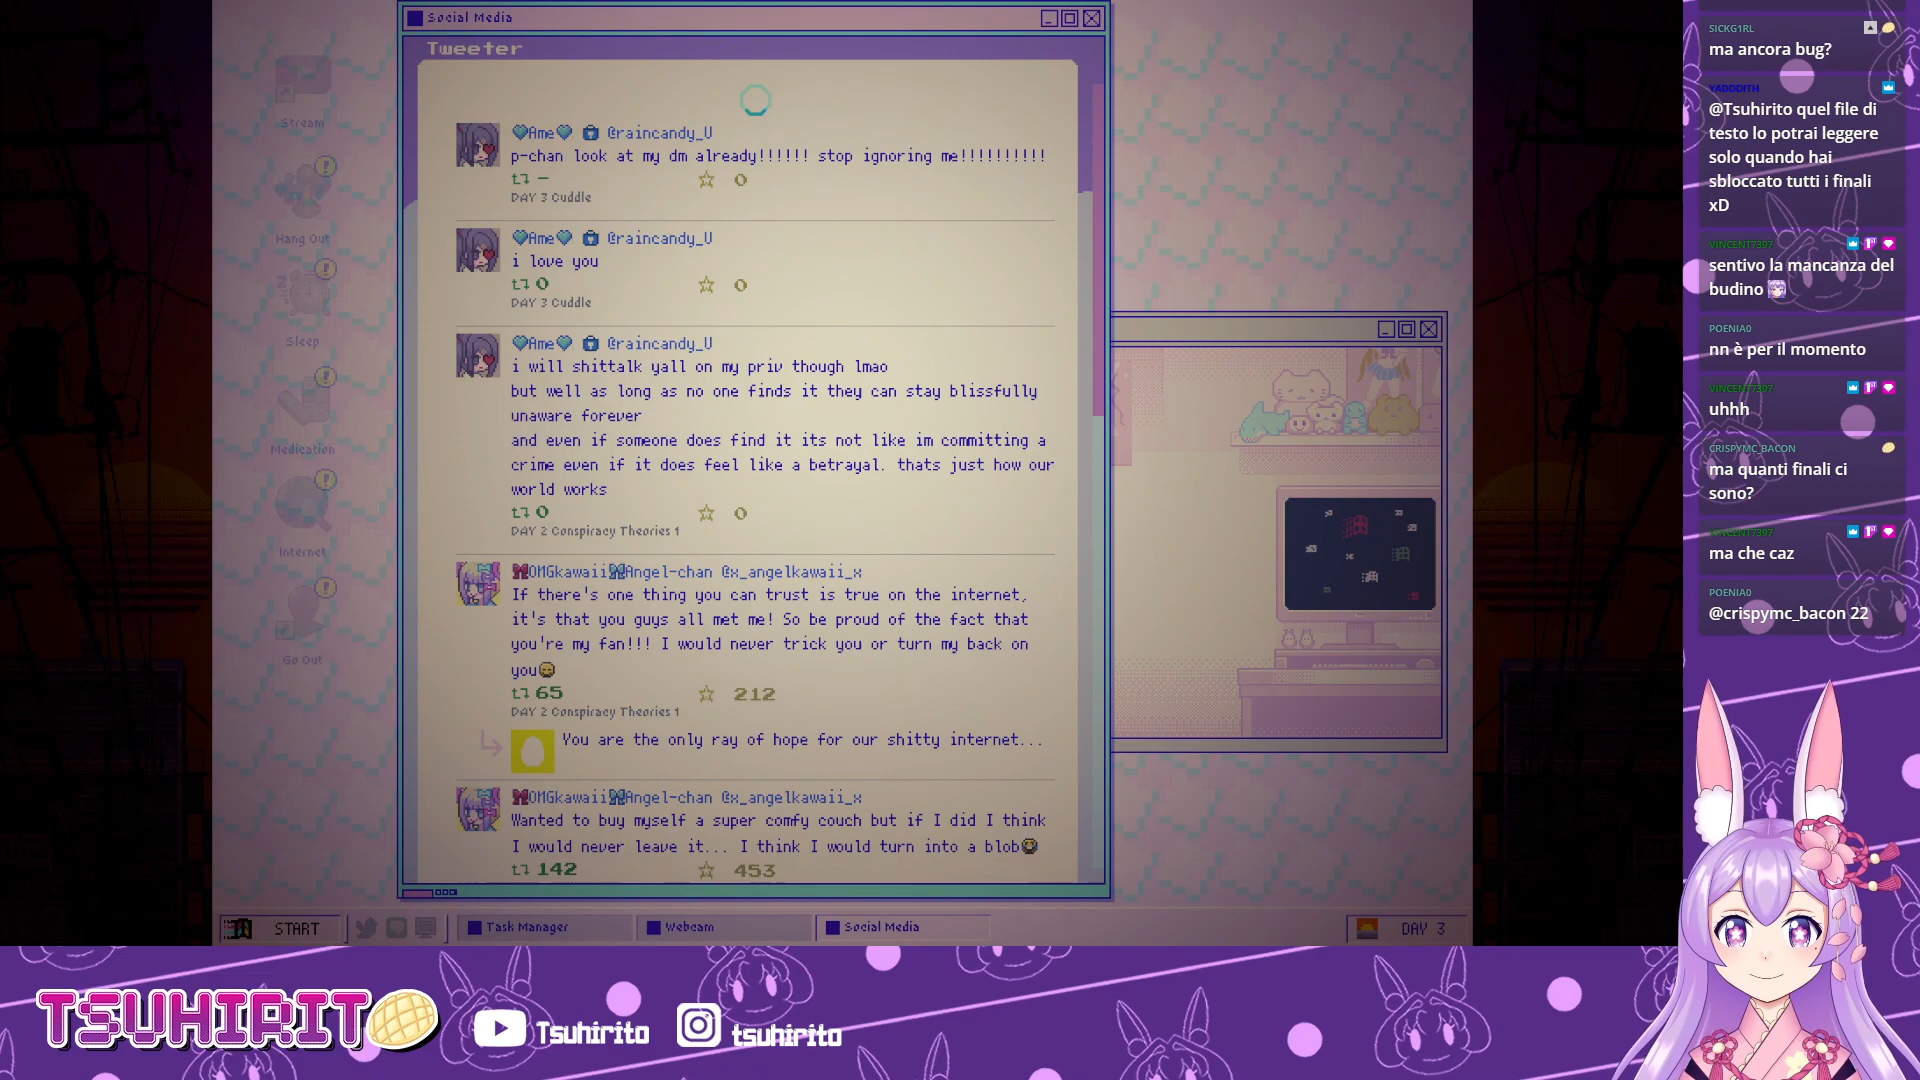 Social Media
Tweeter
Ame @raincandy_U
p-chan look at my dm already!!!!!! stop ignoring me!!!!!!!!!!
—
0
DAY 3 Cuddle
Ame @raincandy_U
i love you
0
0
DAY 3 Cuddle
Ame @raincandy_U
i will shittalk yall on my priv though lmao
but well as long as no one finds it they can stay blissfully
unaware forever
and even if someone does find it its not like im committing a
crime even if it does feel like a betrayal. thats just how our
world works
0
0
DAY 2 Conspiracy Theories 1
OMGkawaii Angel-chan @x_angelkawaii_x
If there's one thing you can trust is true on the internet,
it's that you guys all met me! So be proud of the fact that
you're my fan!!! I would never trick you or turn my back on
you
65
212
DAY 2 Conspiracy Theories 1
You are the only ray of hope for our shitty internet...
OMGkawaii Angel-chan @x_angelkawaii_x
Wanted to buy myself a super comfy couch but if I did I think
I would never leave it... I think I would turn into a blob
142
453
Stream
Hang Out
Sleep
Medication
Internet
Go Out
START
Task Manager
Webcam
Social Media
DAY 3
SICKG1RL
ma ancora bug?
YADDDITH
@Tsuhirito quel file di
testo lo potrai leggere
solo quando hai
sbloccato tutti i finali
xD
VINCENT7397
sentivo la mancanza del
budino
POENIA0
nn è per il momento
VINCENT7397
uhhh
CRISPYMC_BACON
ma quanti finali ci
sono?
VINCENT7397
ma che caz
POENIA0
@crispymc_bacon 22
TSUHIRITO
Tsuhirito
tsuhirito